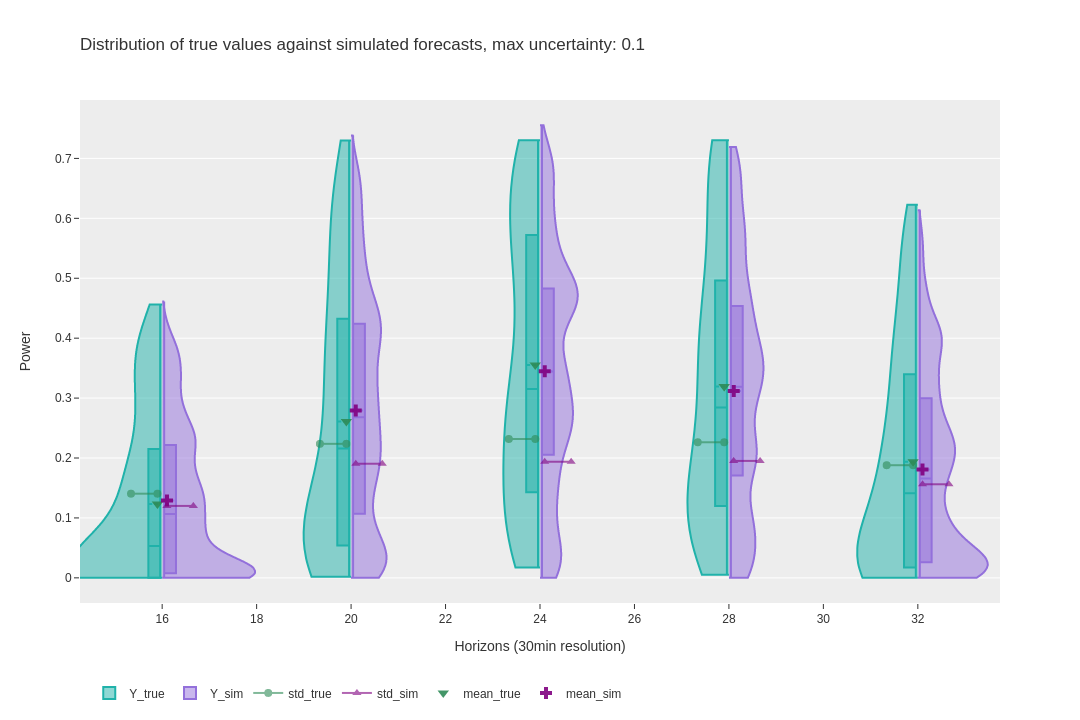 Distribution of true values against simulated forecasts, max uncertainty: 0.1
0.7
0.6
0.5
0.4
0.3
0.2
0.1
0
Power
16 18 20 22 24 26 28 30 32
Horizons (30min resolution)
Y_true Y_sim std_true std_sim mean_true mean_sim